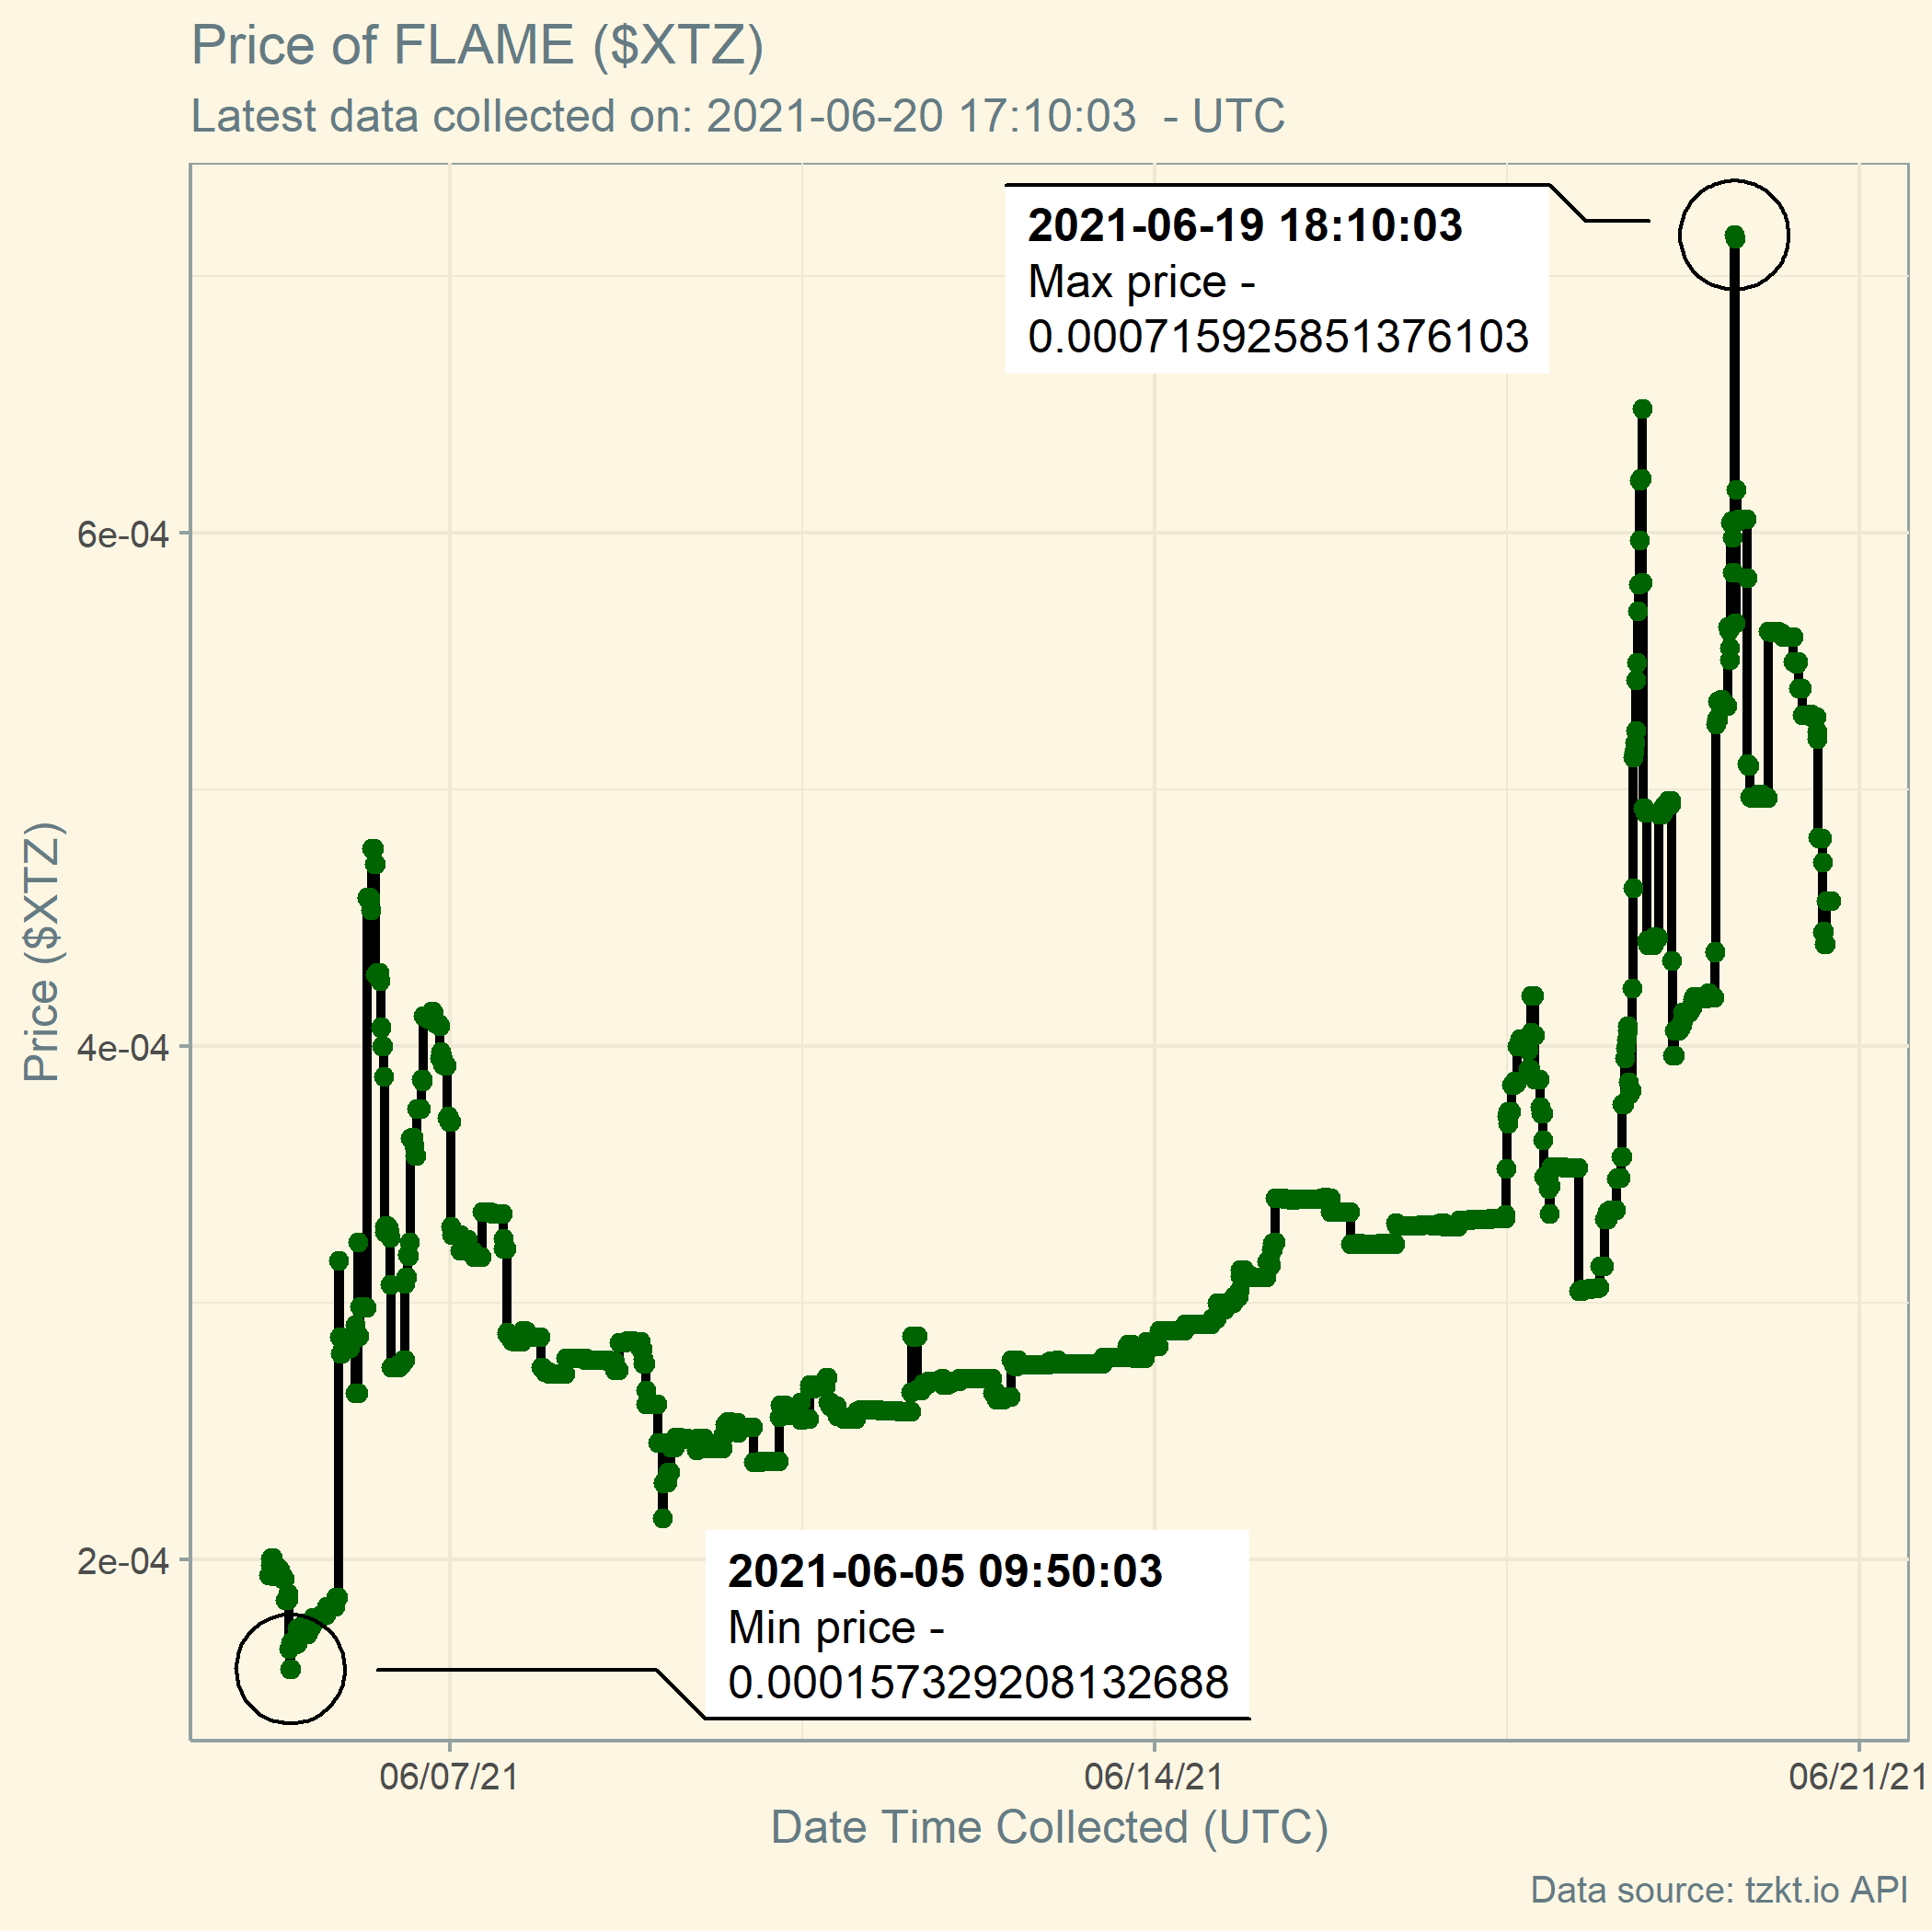 Price of FLAME ($XTZ)
Latest data collected on: 2021-06-20 17:10:03  - UTC
2021-06-19 18:10:03
Max price -
0.000715925851376103
6e-04
4e-04
2e-04
Price ($XTZ)
2021-06-05 09:50:03
Min price -
0.000157329208132688
06/07/21
06/14/21
06/21/21
Date Time Collected (UTC)
Data source: tzkt.io API